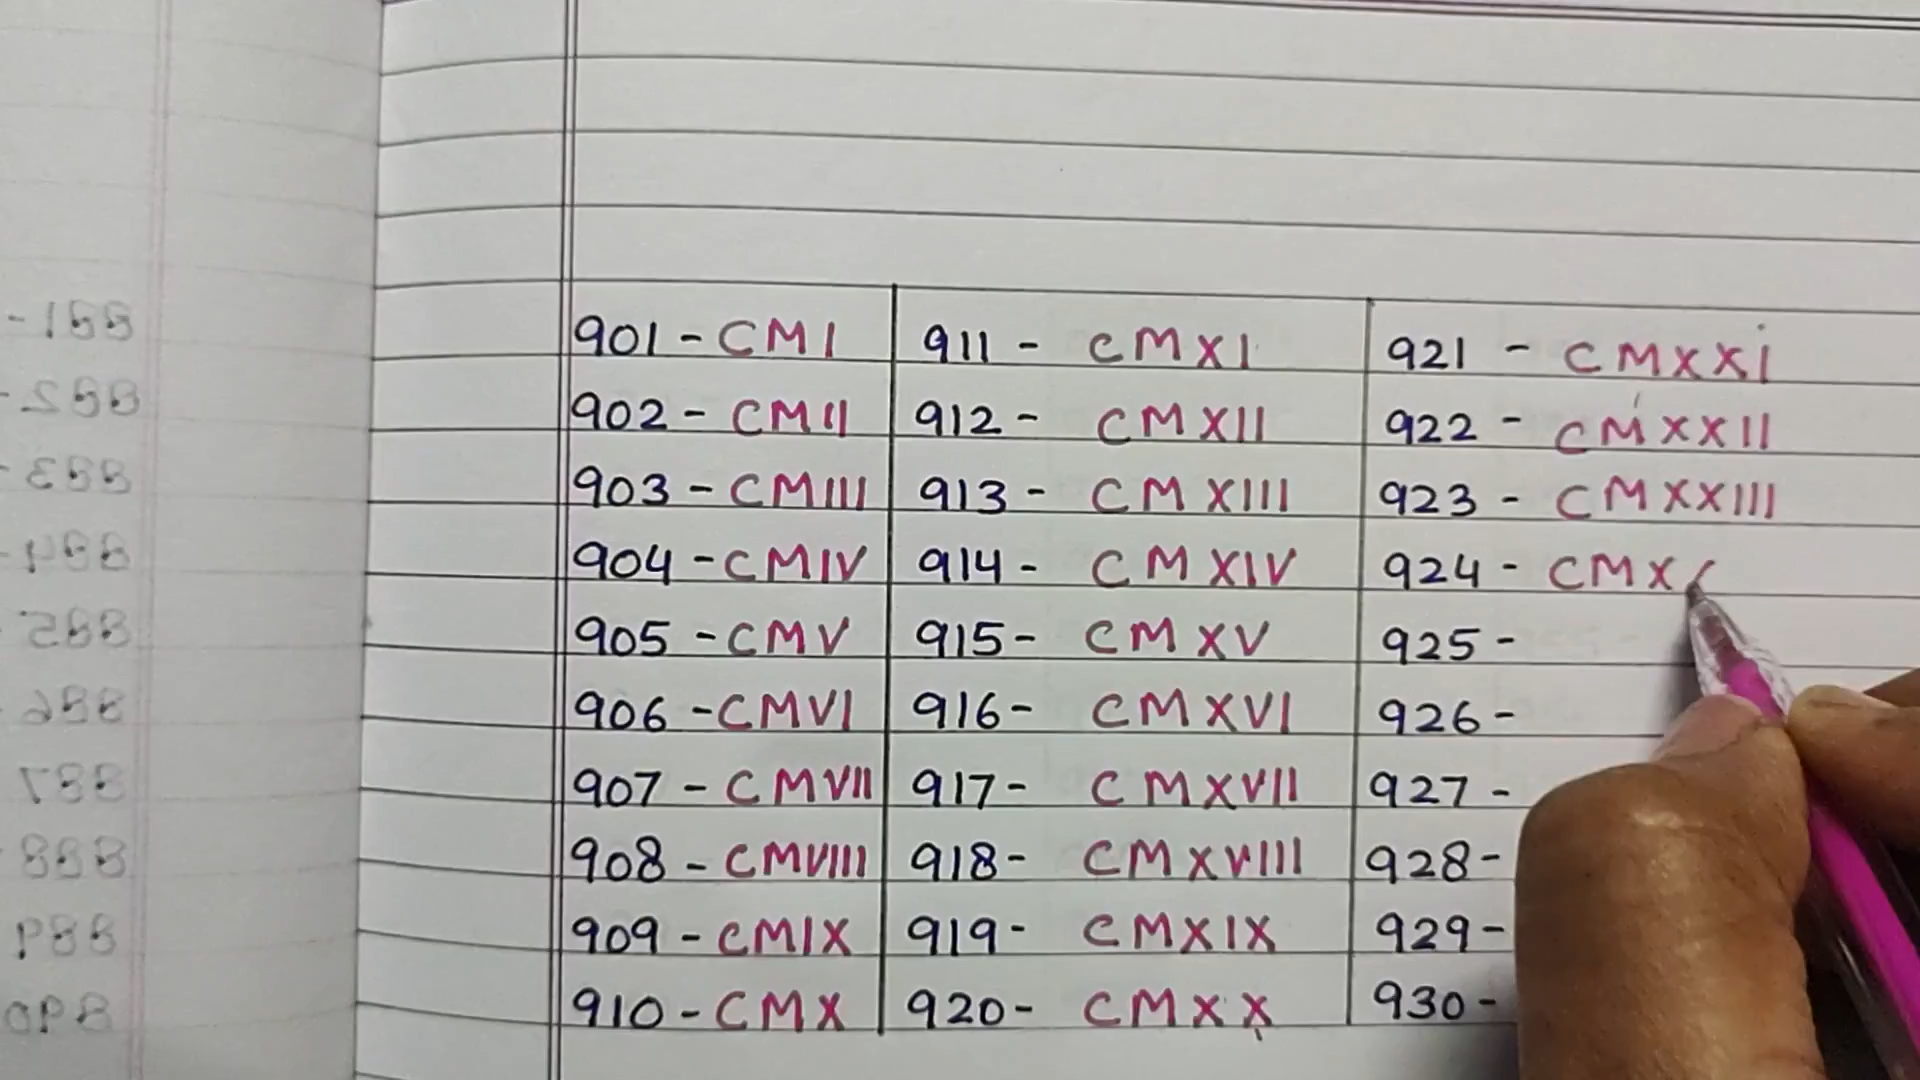 901 - CMI
902 - CMII
903 - CMIII
904 - CMIV
905 - CMV
906 - CMVI
907 - CMVII
908 - CMVIII
909 - CMIX
910 - CMX
911 - CMXI
912 - CMXII
913 - CMXIII
914 - CMXIV
915 - CMXV
916 - CMXVI
917 - CMXVII
918 - CMXVIII
919 - CMXIX
920 - CMXX
921 - CMXXI
922 - CMXXII
923 - CMXXIII
924 - CMX
925 -
926 -
927 -
928 -
929 -
930 -